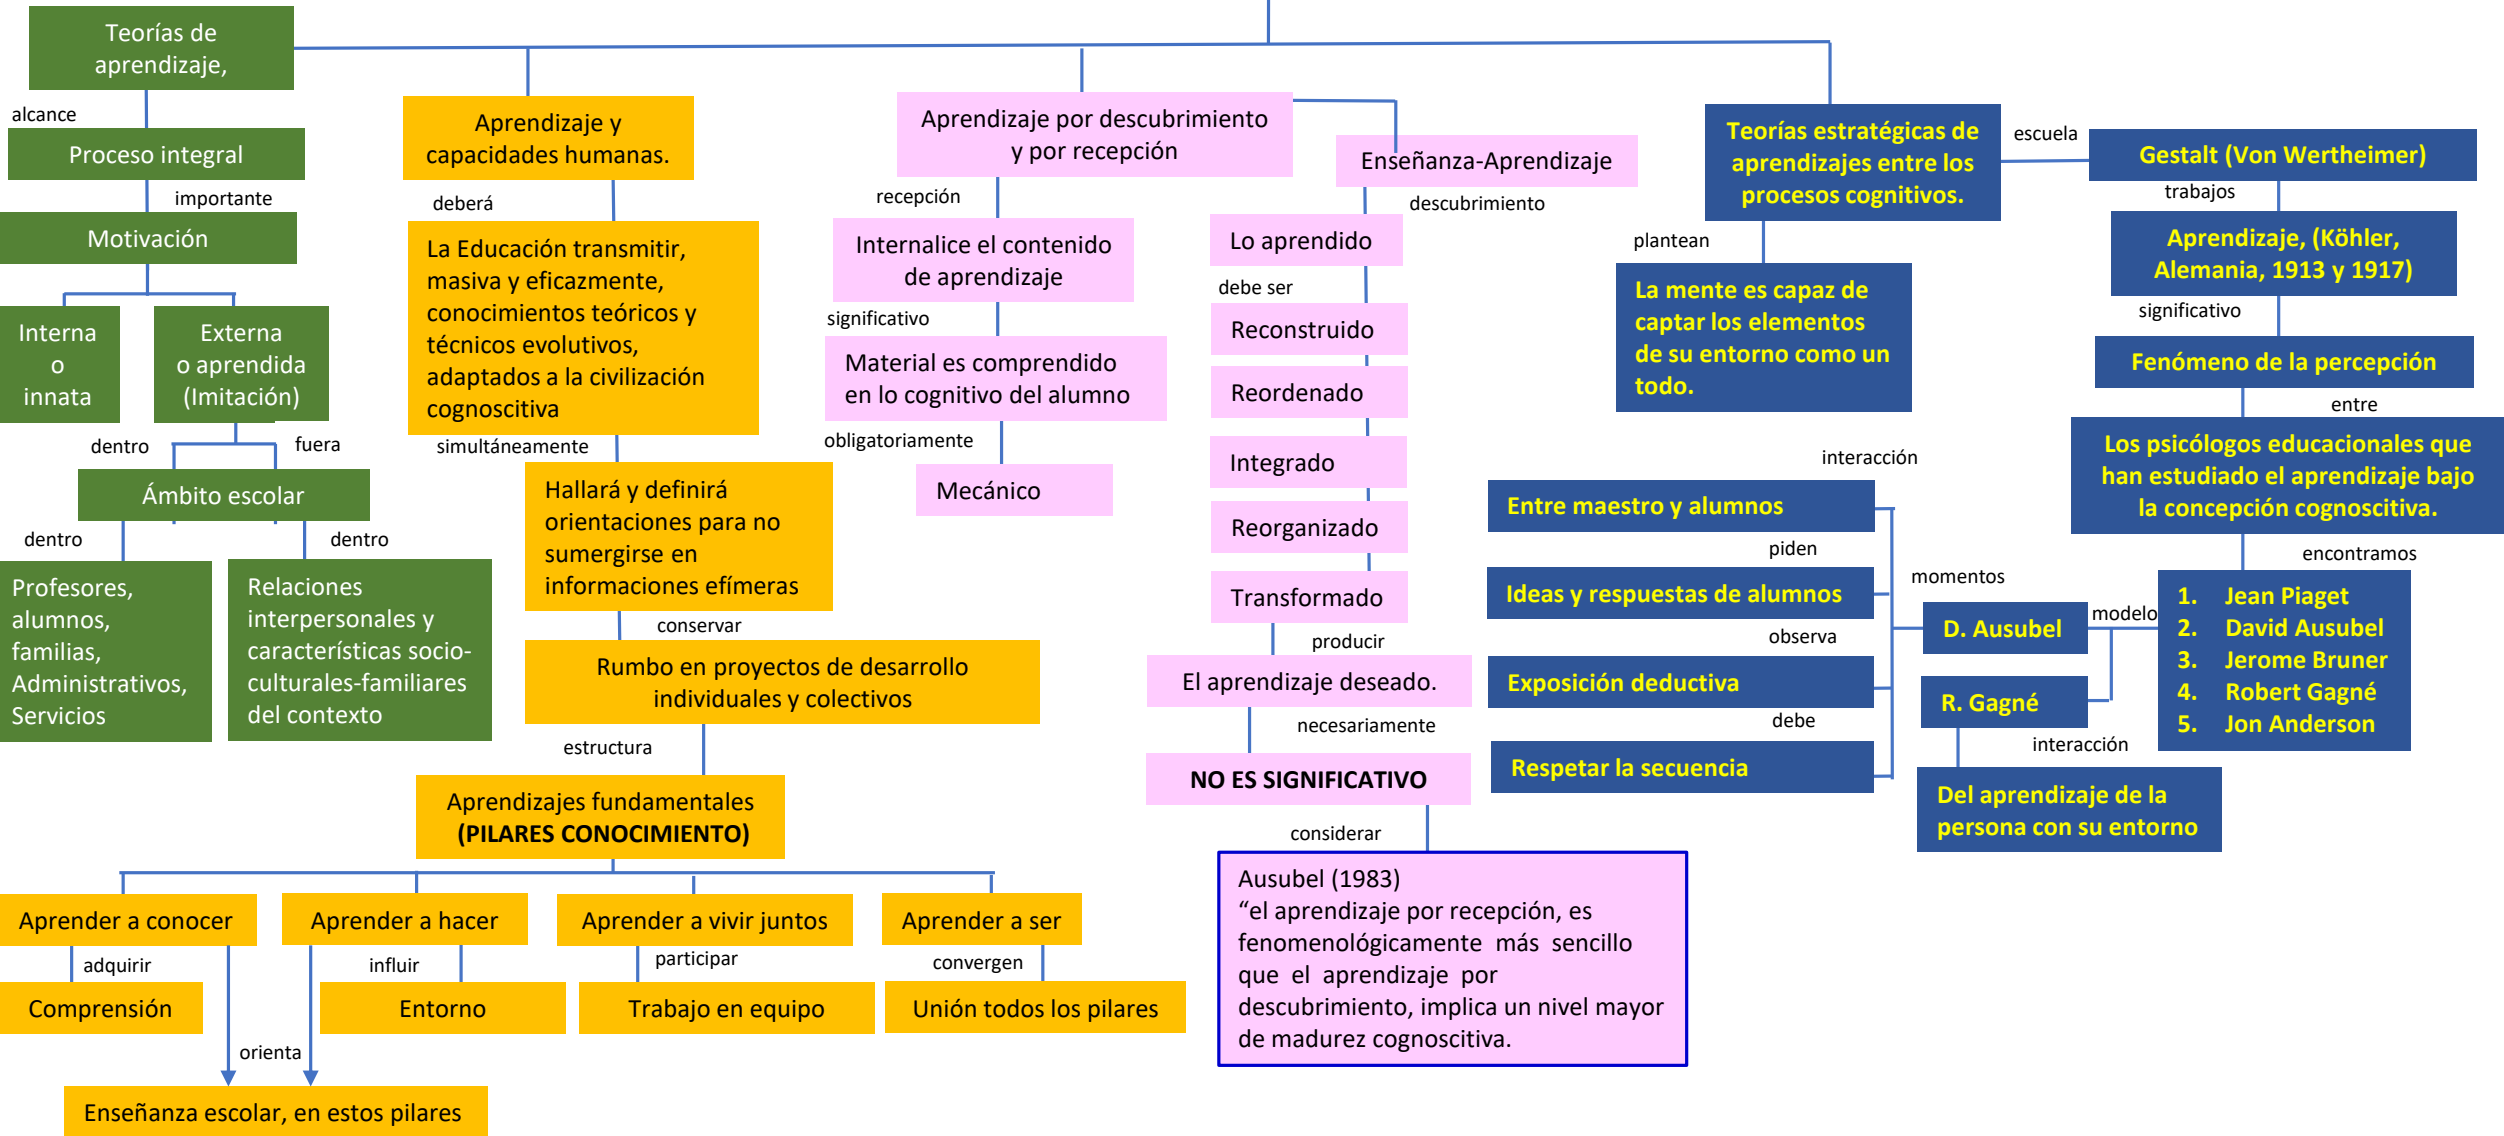 Teorías de
aprendizaje,
alcance
Proceso integral
importante
Motivación
Interna
o
innata
Externa
o aprendida
(Imitación)
dentro
fuera
Ámbito escolar
dentro
dentro
Profesores,
alumnos,
familias,
Administrativos,
Servicios
Relaciones
interpersonales y
características socio-
culturales-familiares
del contexto
Aprendizaje y
capacidades humanas.
deberá
La Educación transmitir,
masiva y eficazmente,
conocimientos teóricos y
técnicos evolutivos,
adaptados a la civilización
cognoscitiva
simultáneamente
Hallará y definirá
orientaciones para no
sumergirse en
informaciones efímeras
conservar
Rumbo en proyectos de desarrollo
individuales y colectivos
estructura
Aprendizajes fundamentales
(PILARES CONOCIMIENTO)
Aprender a conocer
Aprender a hacer
Aprender a vivir juntos
Aprender a ser
adquirir
influir
participar
convergen
Comprensión
Entorno
Trabajo en equipo
Unión todos los pilares
orienta
Enseñanza escolar, en estos pilares
Aprendizaje por descubrimiento
y por recepción
recepción
Internalice el contenido
de aprendizaje
significativo
Material es comprendido
en lo cognitivo del alumno
obligatoriamente
Mecánico
Enseñanza-Aprendizaje
descubrimiento
Lo aprendido
debe ser
Reconstruido
Reordenado
Integrado
Reorganizado
Transformado
producir
El aprendizaje deseado.
necesariamente
NO ES SIGNIFICATIVO
considerar
Ausubel (1983)
“el aprendizaje por recepción, es
fenomenológicamente más sencillo
que el aprendizaje por
descubrimiento, implica un nivel mayor
de madurez cognoscitiva.
Teorías estratégicas de
aprendizajes entre los
procesos cognitivos.
plantean
La mente es capaz de
captar los elementos
de su entorno como un
todo.
escuela
Gestalt (Von Wertheimer)
trabajos
Aprendizaje, (Köhler,
Alemania, 1913 y 1917)
significativo
Fenómeno de la percepción
entre
Los psicólogos educacionales que
han estudiado el aprendizaje bajo
la concepción cognoscitiva.
encontramos
1. Jean Piaget
2. David Ausubel
3. Jerome Bruner
4. Robert Gagné
5. Jon Anderson
modelo
D. Ausubel
R. Gagné
interacción
Del aprendizaje de la
persona con su entorno
momentos
interacción
Entre maestro y alumnos
piden
Ideas y respuestas de alumnos
observa
Exposición deductiva
debe
Respetar la secuencia